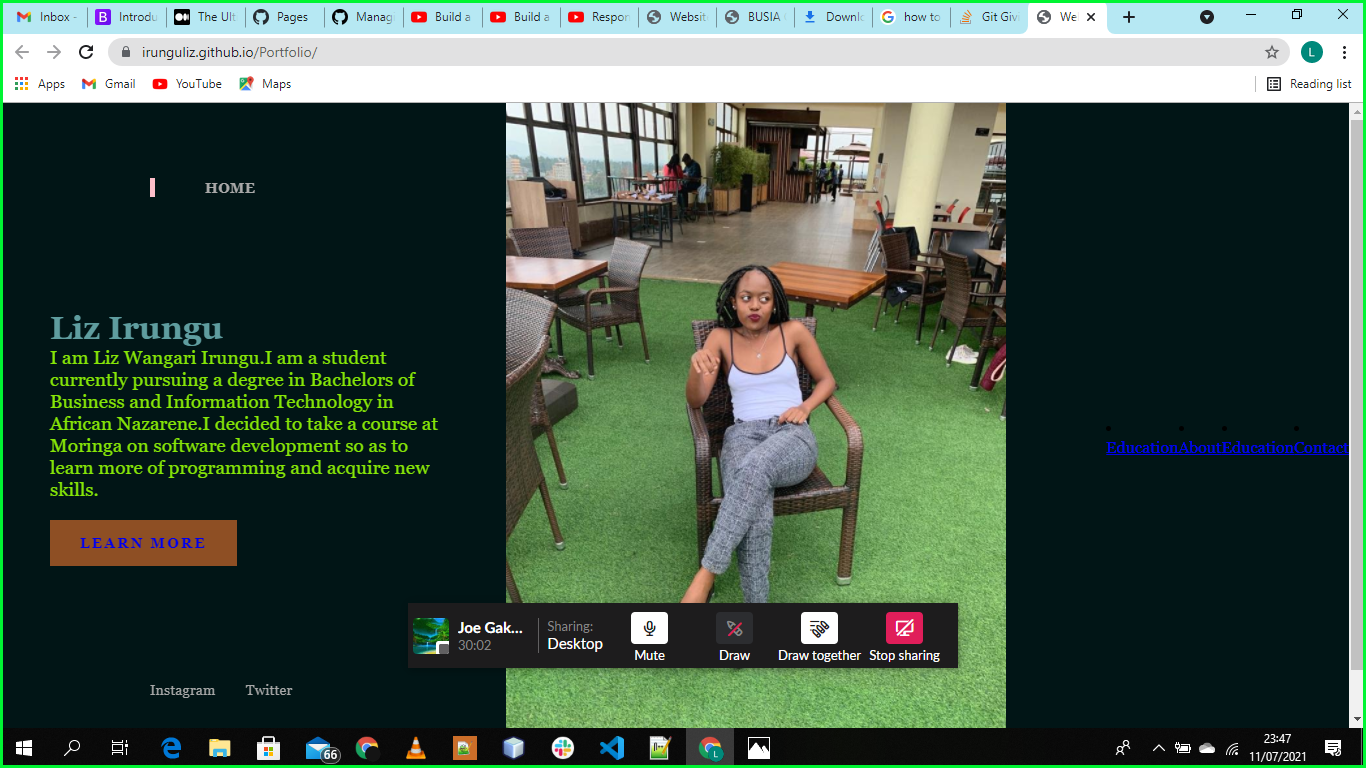 Inbox -
Introdu
The Ult
Pages
Manag
Build a
Build a
Respor
Website
BUSIA
Downlo
how to
Git Givi
We
irunguliz.github.io/Portfolio/
L
Apps
Gmail
YouTube
Maps
Reading list
HOME
Liz Irungu
I am Liz Wangari Irungu.I am a student
currently pursuing a degree in Bachelors of
Business and Information Technology in
African Nazarene.I decided to take a course at
Moringa on software development so as to
learn more of programming and acquire new
skills.
LEARN MORE
EducationAboutEducationContact
Joe Gak...
30:02
Sharing:
Desktop
Mute
Draw
Draw together
Stop sharing
Instagram
Twitter
66
L
23:47
11/07/2021